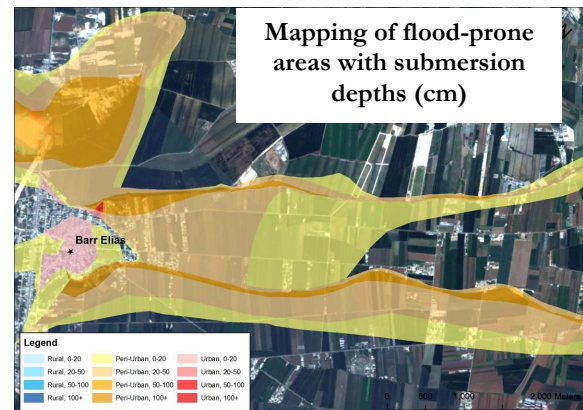 Mapping of flood-prone
areas with submersion
depths (cm)
Barr Elias
Legend
Rural, 0-20
Rural, 20-50
Rural, 50-100
Rural, 100+
Peri-Urban, 0-20
Peri-Urban, 20-50
Peri-Urban, 50-100
Peri-Urban, 100+
Urban, 0-20
Urban, 20-50
Urban, 50-100
Urban, 100+
0 500 1,000 2,000 Meters